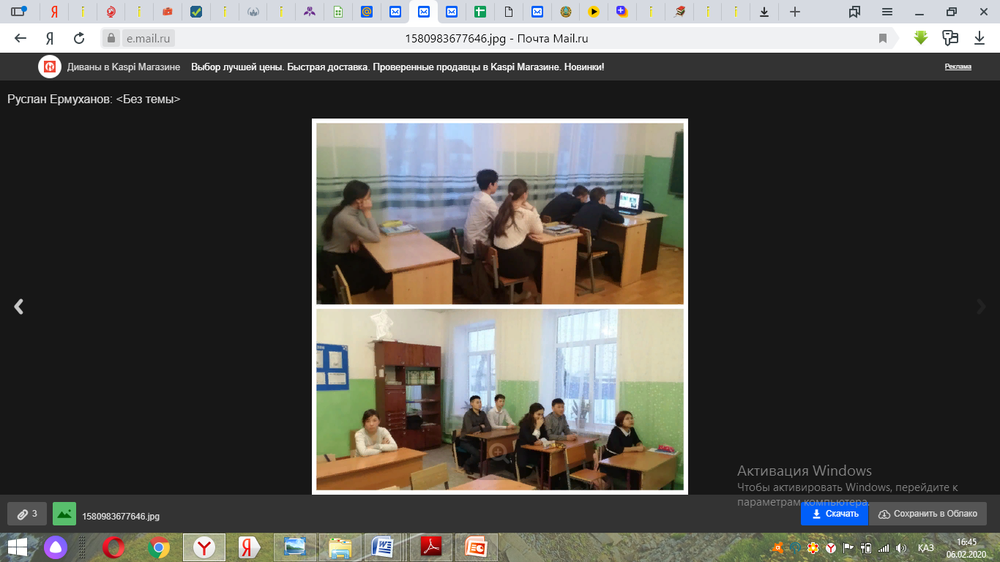 e.mail.ru
1580983677646.jpg - Почта Mail.ru
Диваны в Kaspi Магазине
Выбор лучшей цены. Быстрая доставка. Проверенные продавцы в Kaspi Магазине. Новинки!
Реклама
Руслан Ермуханов: <Без темы>
Активация Windows
Чтобы активировать Windows, перейдите к
параметрам компьютера.
3
1580983677646.jpg
Скачать
Сохранить в Облако
ҚАЗ
16:45
06.02.2020